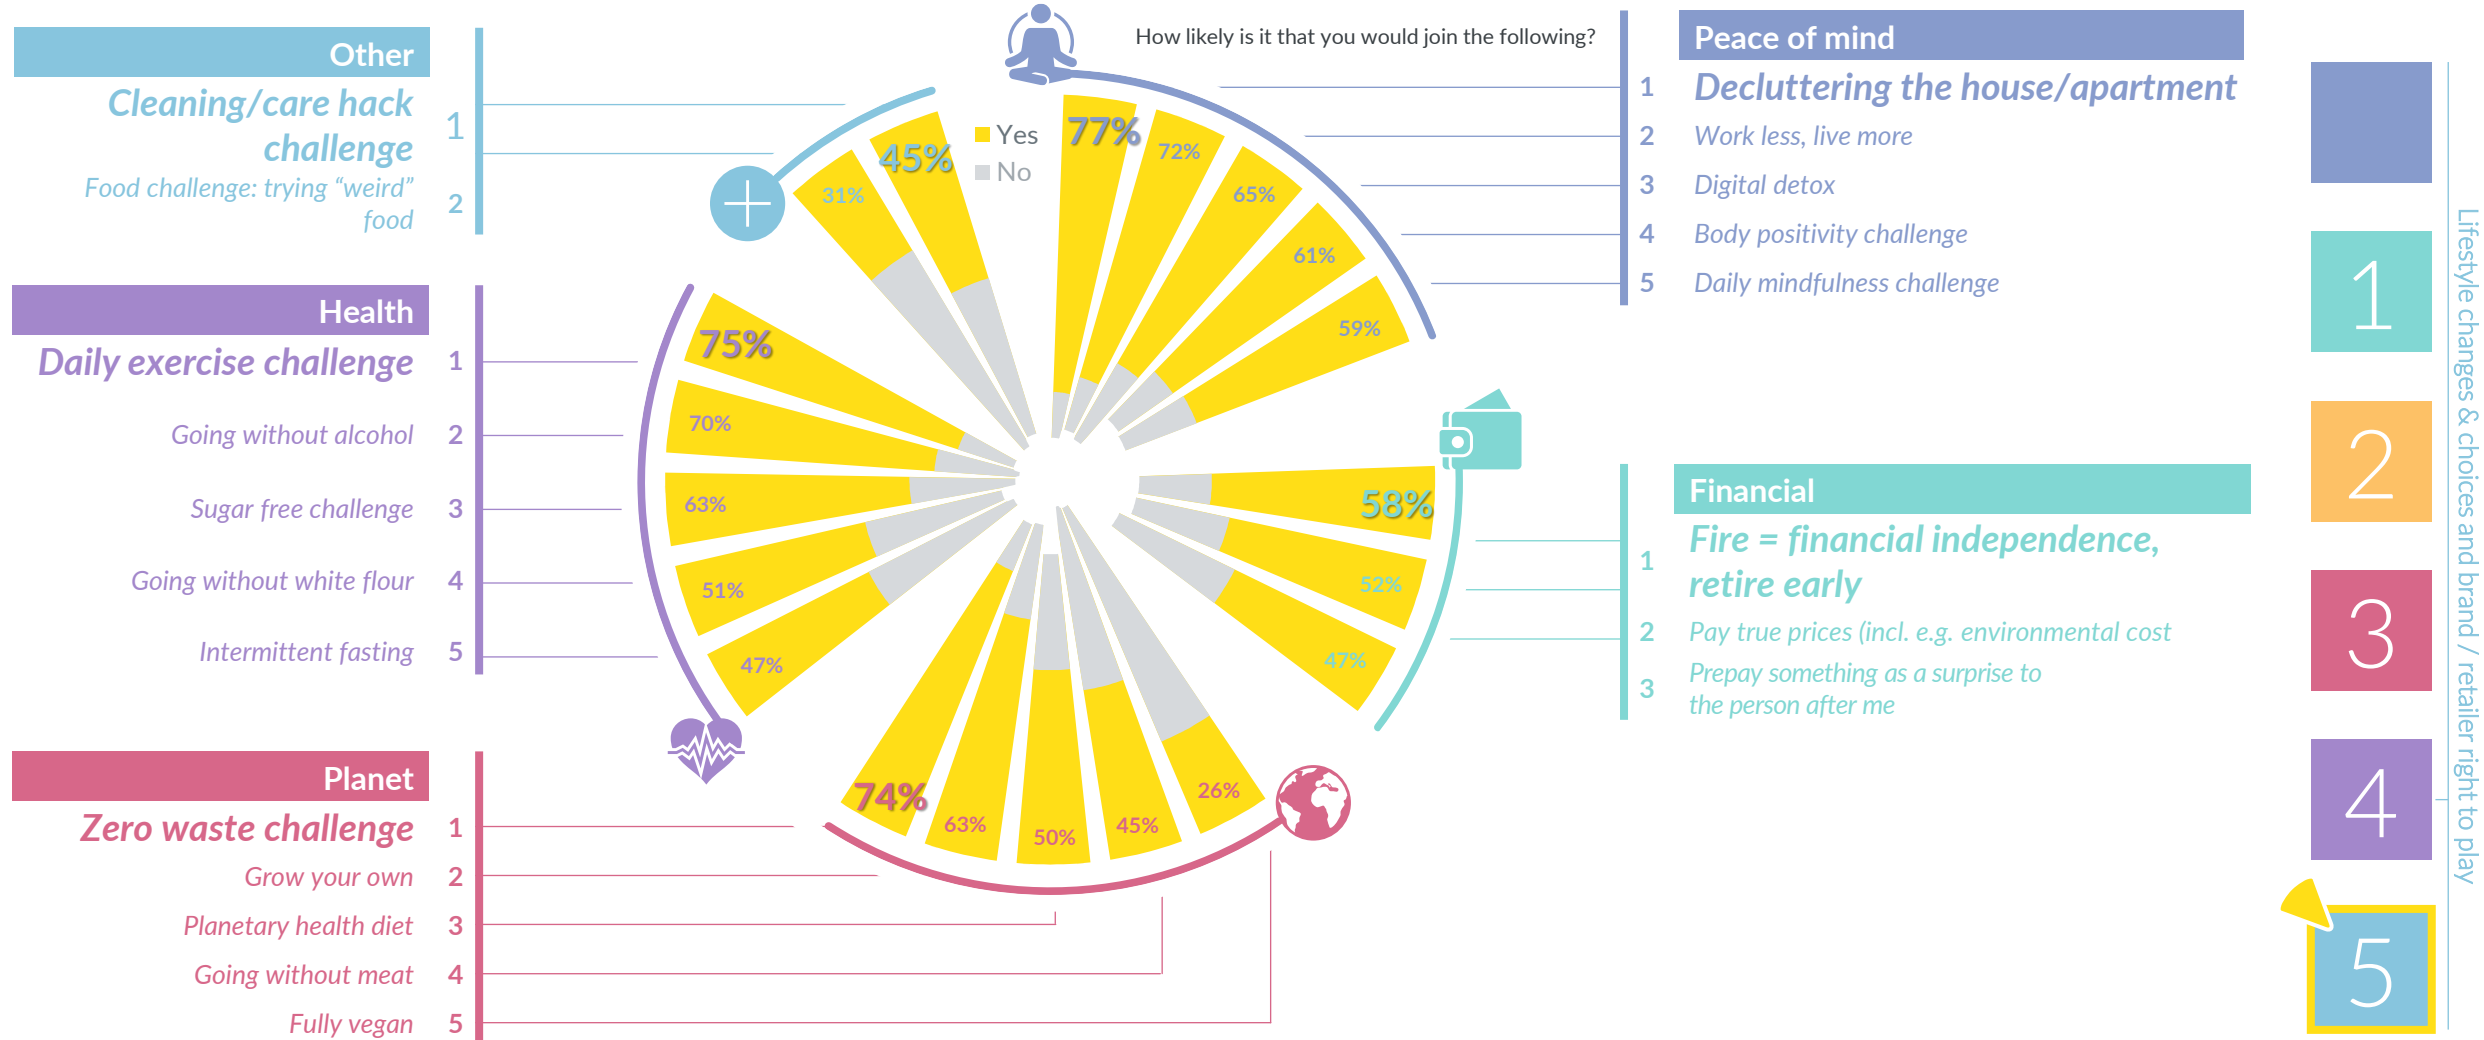 How likely is it that you would join the following?
Yes
No
Other
Cleaning/care hack
challenge
1
Food challenge: trying “weird”
food
2
45%
31%
Health
Daily exercise challenge
1
Going without alcohol
2
Sugar free challenge
3
Going without white flour
4
Intermittent fasting
5
75%
70%
63%
51%
47%
Planet
Zero waste challenge
1
Grow your own
2
Planetary health diet
3
Going without meat
4
Fully vegan
5
74%
63%
50%
45%
26%
Peace of mind
1
Decluttering the house/apartment
2
Work less, live more
3
Digital detox
4
Body positivity challenge
5
Daily mindfulness challenge
77%
72%
65%
61%
59%
Financial
1
Fire = financial independence,
retire early
2
Pay true prices (incl. e.g. environmental cost
3
Prepay something as a surprise to
the person after me
58%
52%
47%
1
2
3
4
5
Lifestyle changes & choices and brand / retailer right to play